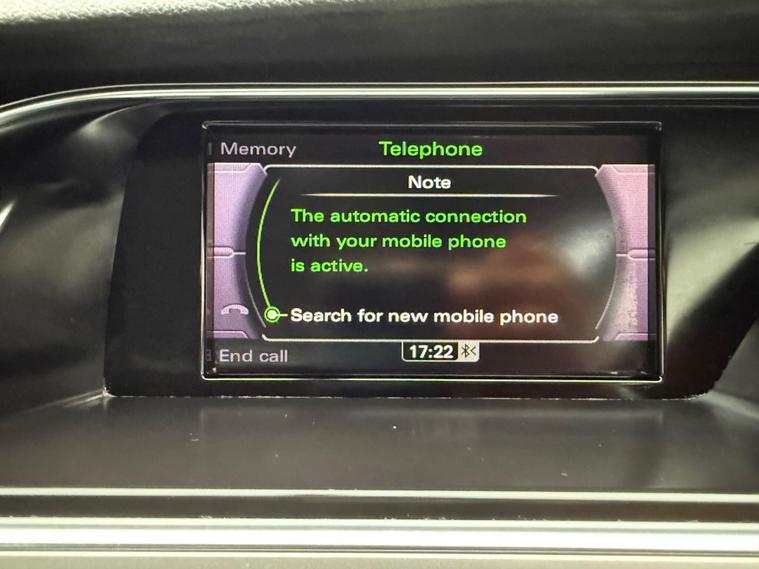 Memory
Telephone
Note
The automatic connection
with your mobile phone
is active.
Search for new mobile phone
End call
17:22